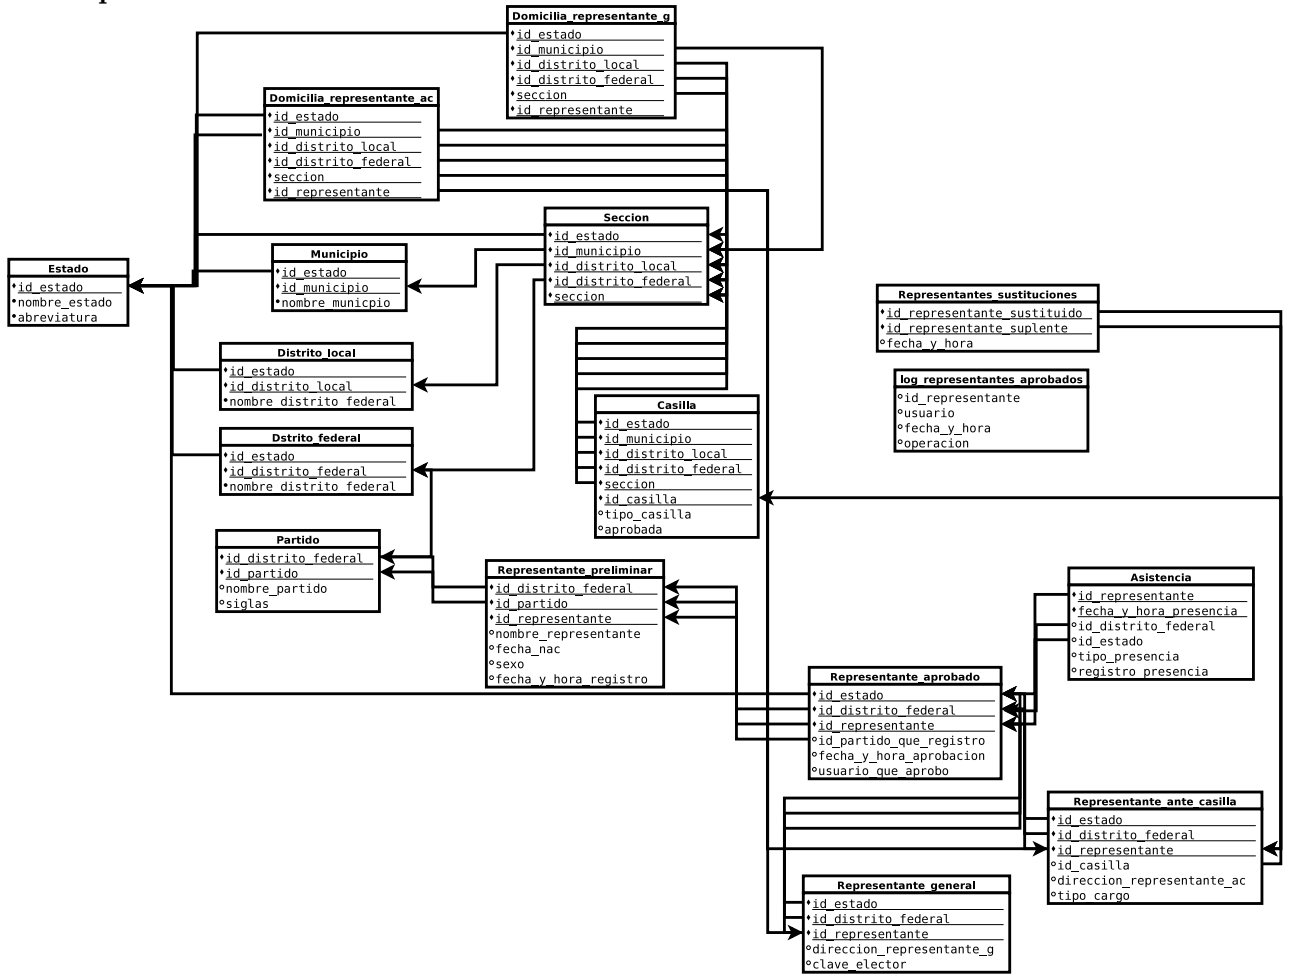 Domicilia_representante_g
id_estado
id_municipio
id_distrito_local
id_distrito_federal
seccion
id_representante
Domicilia_representante_ac
id_estado
id_municipio
id_distrito_local
id_distrito_federal
seccion
id_representante
Seccion
id_estado
id_municipio
id_distrito_local
id_distrito_federal
seccion
Municipio
id_estado
id_municipio
nombre_municpio
Estado
id_estado
nombre_estado
abreviatura
Representantes_sustituciones
id_representante_sustituido
id_representante_suplente
fecha_y_hora
Distrito_local
id_estado
id_distrito_local
nombre_distrito_federal
log_representantes_aprobados
id_representante
usuario
fecha_y_hora
operacion
Casilla
id_estado
id_municipio
id_distrito_local
id_distrito_federal
seccion
id_casilla
tipo_casilla
aprobada
Dstrito_federal
id_estado
id_distrito_federal
nombre_distrito_federal
Partido
id_distrito_federal
id_partido
nombre_partido
siglas
Representante_preliminar
id_distrito_federal
id_partido
id_representante
nombre_representante
fecha_nac
sexo
fecha_y_hora_registro
Asistencia
id_representante
fecha_y_hora_presencia
id_distrito_federal
id_estado
tipo_presencia
registro_presencia
Representante_aprobado
id_estado
id_distrito_federal
id_representante
id_partido_que_registro
fecha_y_hora_aprobacion
usuario_que_aprobo
Representante_ante_casilla
id_estado
id_distrito_federal
id_representante
id_casilla
direccion_representante_ac
tipo_cargo
Representante_general
id_estado
id_distrito_federal
id_representante
direccion_representante_g
clave_elector